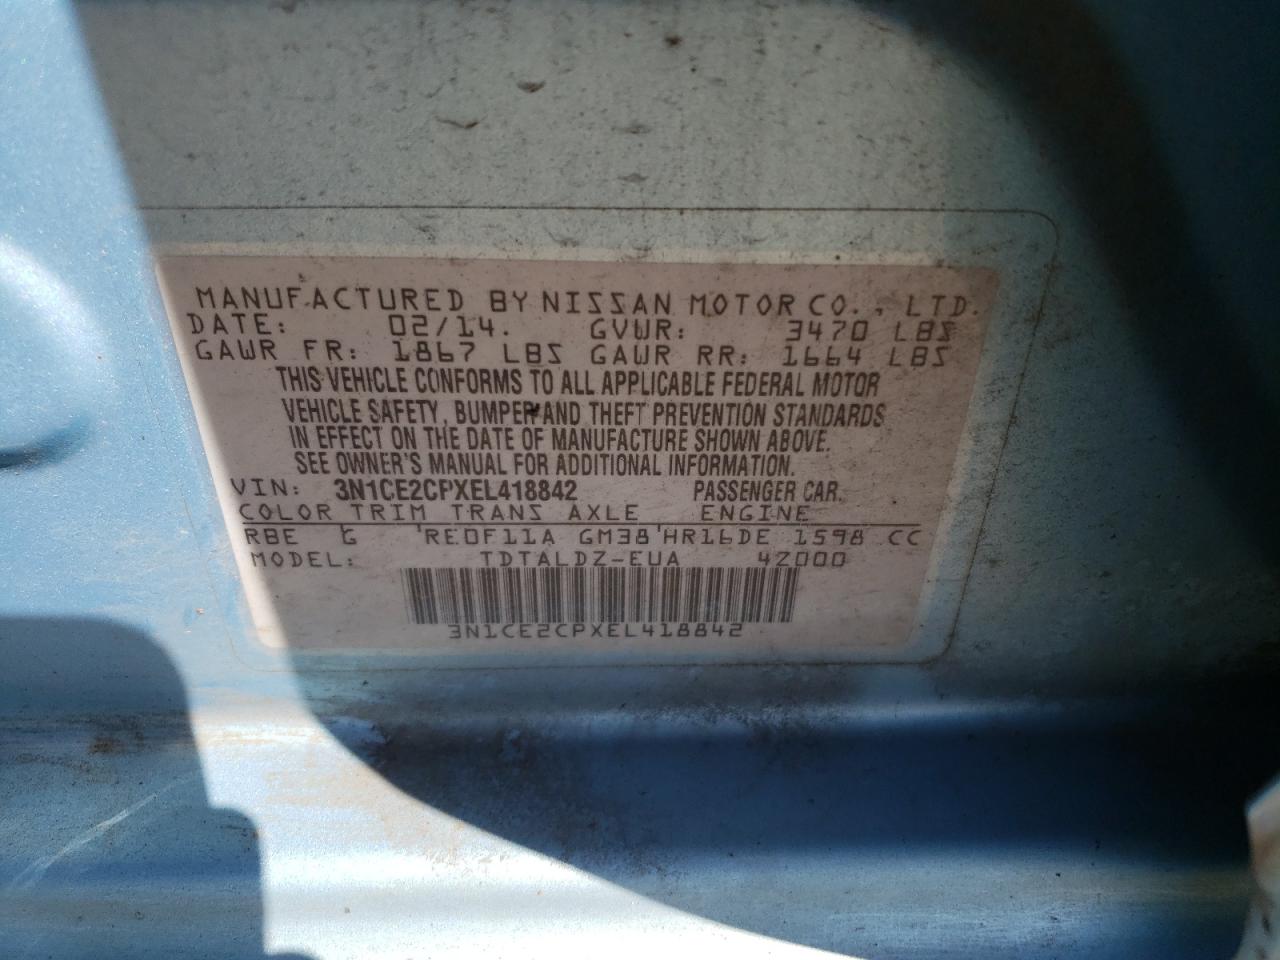 MANUFACTURED BY NISSAN MOTOR CO., LTD.
DATE: 02/14. GVWR: 3470 LBS
GAWR FR: 1867 LBS GAWR RR: 1664 LBS
THIS VEHICLE CONFORMS TO ALL APPLICABLE FEDERAL MOTOR
VEHICLE SAFETY, BUMPER AND THEFT PREVENTION STANDARDS
IN EFFECT ON THE DATE OF MANUFACTURE SHOWN ABOVE.
SEE OWNER'S MANUAL FOR ADDITIONAL INFORMATION.
VIN: 3N1CE2CPXEL418842 PASSENGER CAR.
COLOR TRIM TRANS AXLE ENGINE
RBE G 'RE0F11A GM38'HR16DE 1598 CC
MODEL: TDTALDZ-EUA 4Z000
3N1CE2CPXEL418842